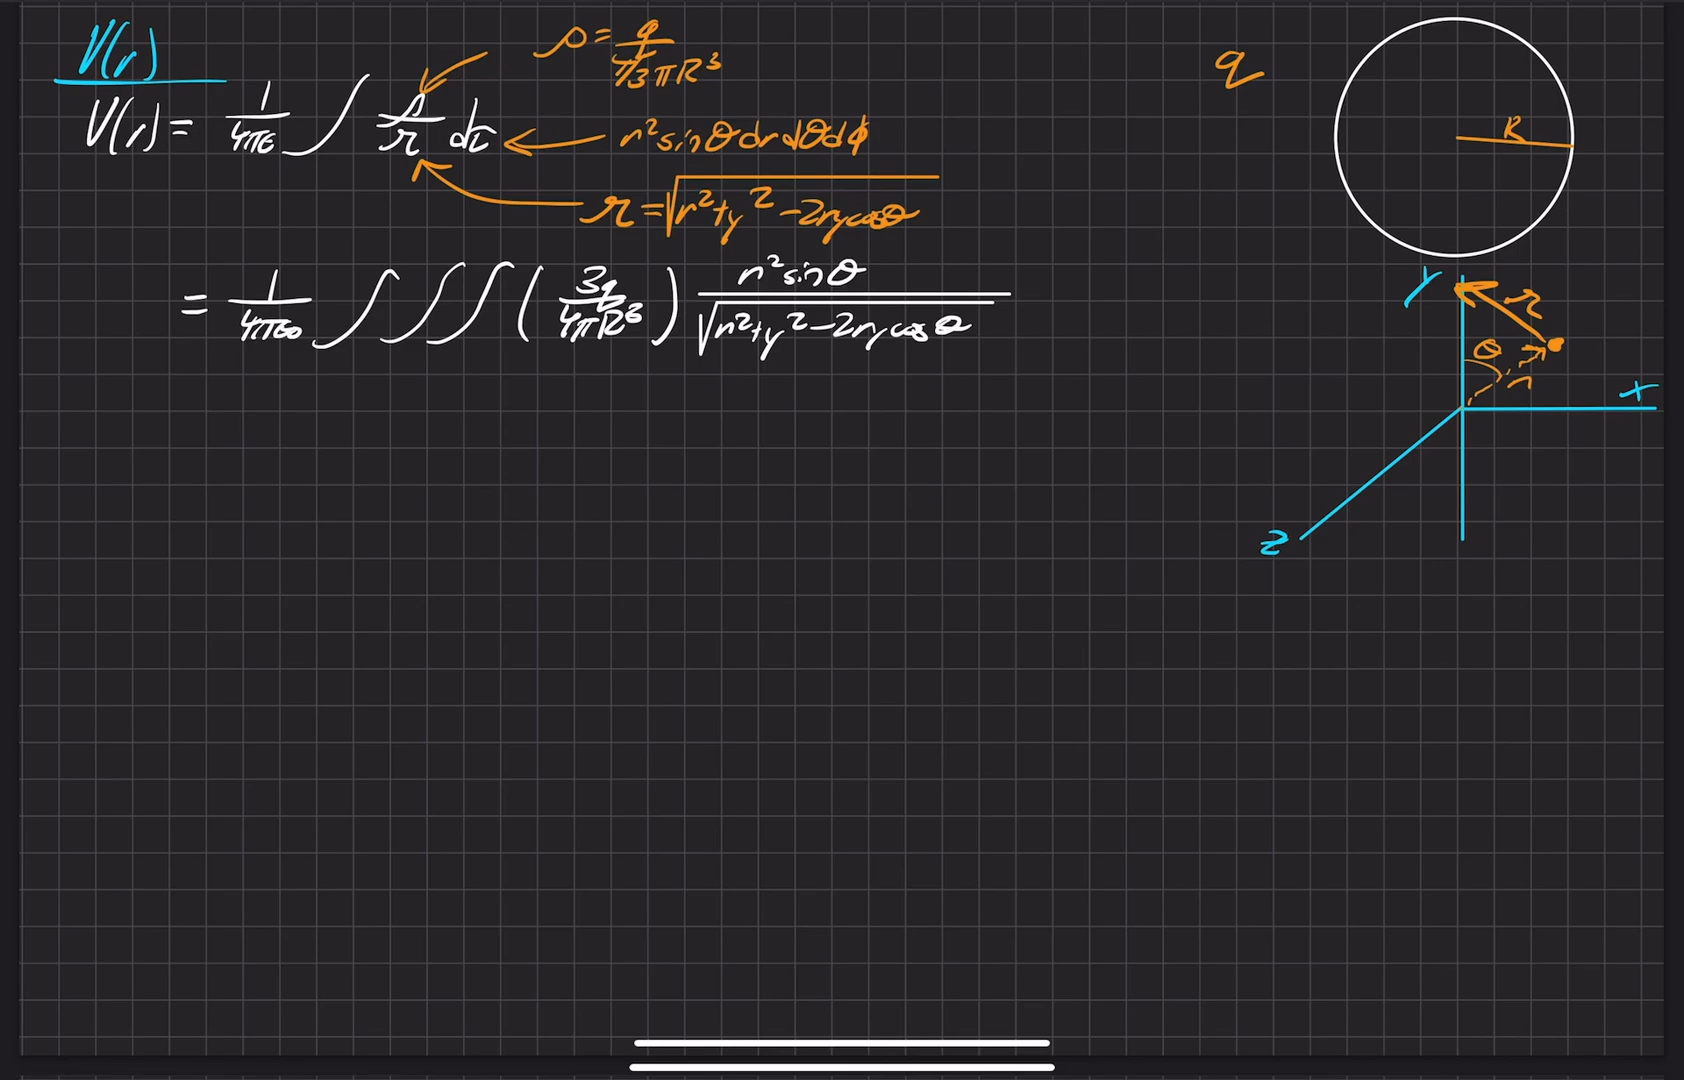 V(r)
V(r) = 1/4πε ∫ ρ/𝓇 dτ ← r² sinθ dr dθ dφ
ρ = q / 4/3 πR³
𝓇 = √(r² + y² - 2ry cosθ)
= 1/4πε₀ ∫∫∫ (3q/4πR³) r² sinθ / √(r² + y² - 2ry cosθ)
q
R
y
𝓇
θ
r
x
z